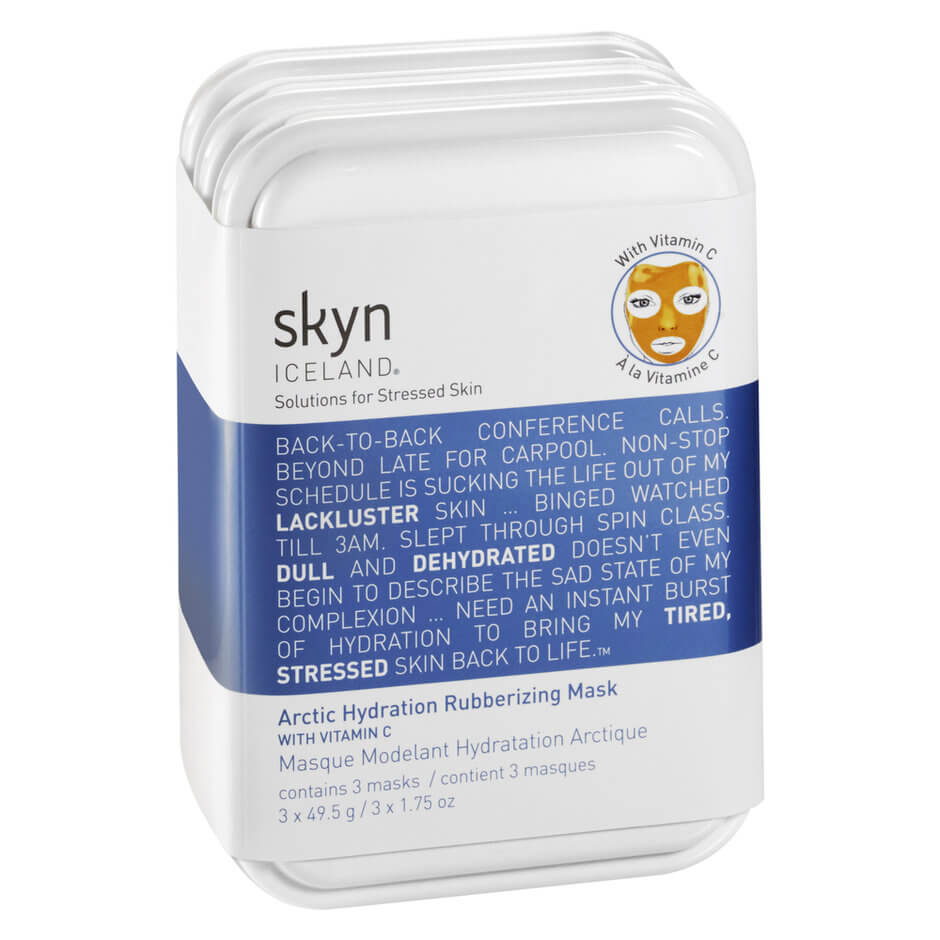 With Vitamin C
À la Vitamine C
skyn
ICELAND®
Solutions for Stressed Skin
BACK-TO-BACK CONFERENCE CALLS.
BEYOND LATE FOR CARPOOL. NON-STOP
SCHEDULE IS SUCKING THE LIFE OUT OF MY
LACKLUSTER SKIN ... BINGED WATCHED
TILL 3AM. SLEPT THROUGH SPIN CLASS.
DULL AND DEHYDRATED DOESN'T EVEN
BEGIN TO DESCRIBE THE SAD STATE OF MY
COMPLEXION ... NEED AN INSTANT BURST
OF HYDRATION TO BRING MY TIRED,
STRESSED SKIN BACK TO LIFE.™
Arctic Hydration Rubberizing Mask
WITH VITAMIN C
Masque Modelant Hydratation Arctique
contains 3 masks / contient 3 masques
3 x 49.5 g / 3 x 1.75 oz